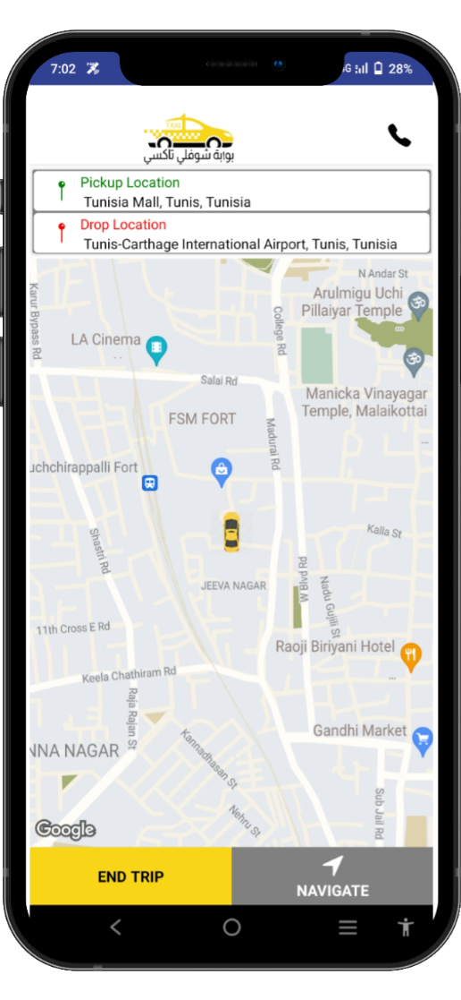 7:02
28%
TAXI
بوابة شوفلي تاكسي
Pickup Location
Tunisia Mall, Tunis, Tunisia
Drop Location
Tunis-Carthage International Airport, Tunis, Tunisia
N Andar St
Arulmigu Uchi
Pillaiyar Temple
Karur Bypass Rd
College Rd
LA Cinema
Salai Rd
Manicka Vinayagar
Temple, Malaikottai
FSM FORT
Madurai Rd
uchchirappalli Fort
Kalla St
Shastri Rd
W Blvd Rd
JEEVA NAGAR
Nadu Gujili St
11th Cross E Rd
Raoji Biriyani Hotel
Keela Chathiram Rd
Raja Rajan St
Gandhi Market
NNA NAGAR
Kannadhasan St
Sub Jail Rd
Nehru St
Google
END TRIP
NAVIGATE